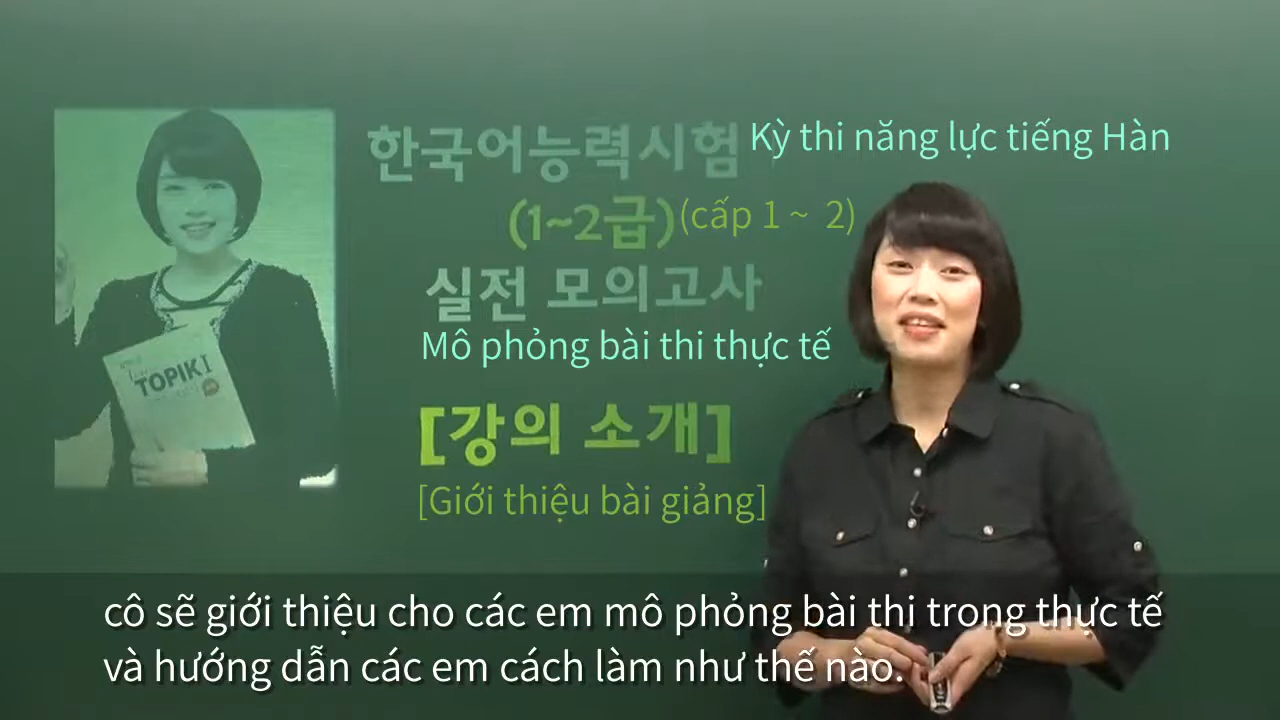 한국어능력시험 Kỳ thi năng lực tiếng Hàn
(1~2급) (cấp 1 ~ 2)
실전 모의고사
Mô phỏng bài thi thực tế
TOPIK I
[강의 소개]
[Giới thiệu bài giảng]
cô sẽ giới thiệu cho các em mô phỏng bài thi trong thực tế
và hướng dẫn các em cách làm như thế nào.